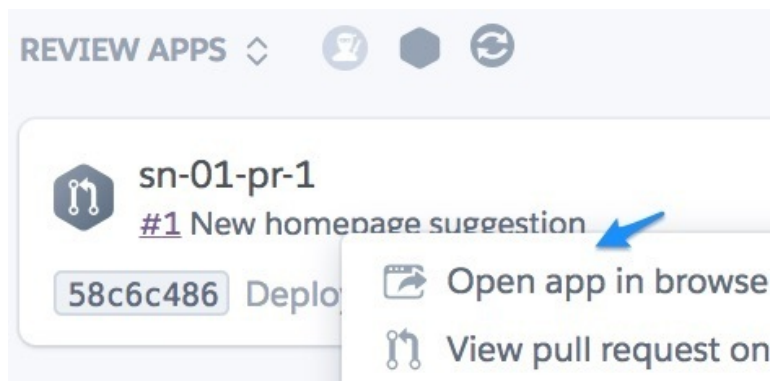 REVIEW APPS
sn-01-pr-1
#1 New homepage suggestion
58c6c486 Deplo
Open app in browse
View pull request on